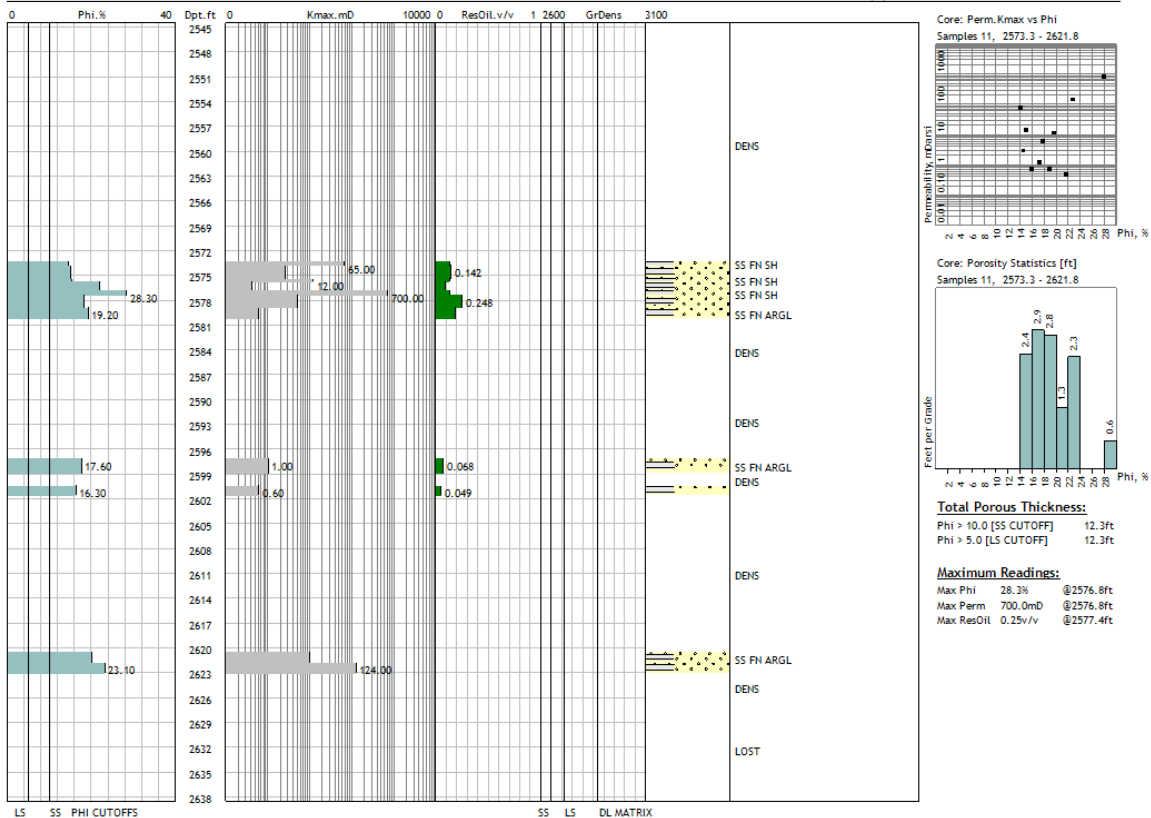 0 Phi.% 40 Dpt.ft 0 Kmax.mD 10000 0 ResOil.v/v 1 2600 GrDens 3100
2545
2548
2551
2554
2557
2560
2563
2566
2569
2572
2575
2578
2581
2584
2587
2590
2593
2596
2599
2602
2605
2608
2611
2614
2617
2620
2623
2626
2629
2632
2635
2638
28.30
19.20
17.60
16.30
23.10
65.00
12.00
700.00
1.00
0.60
124.00
0.142
0.248
0.068
0.049
DENS
SS FN SH
SS FN SH
SS FN SH
SS FN ARGL
DENS
DENS
SS FN ARGL
DENS
DENS
SS FN ARGL
DENS
LOST
LS SS PHI CUTOFFS SS LS DL MATRIX
Core: Perm.Kmax vs Phi
Samples 11, 2573.3 - 2621.8
Permeability, mDarsi
1000
100
10
1
0.10
0.01
2 4 6 8 10 12 14 16 18 20 22 24 26 28 Phi, %
Core: Porosity Statistics [ft]
Samples 11, 2573.3 - 2621.8
Feet per Grade
2.4 2.9 2.8 1.3 2.3 0.6
2 4 6 8 10 12 14 16 18 20 22 24 26 28 Phi, %
Total Porous Thickness:
Phi > 10.0 [SS CUTOFF] 12.3ft
Phi > 5.0 [LS CUTOFF] 12.3ft
Maximum Readings:
Max Phi 28.3% @2576.8ft
Max Perm 700.0mD @2576.8ft
Max ResOil 0.25v/v @2577.4ft